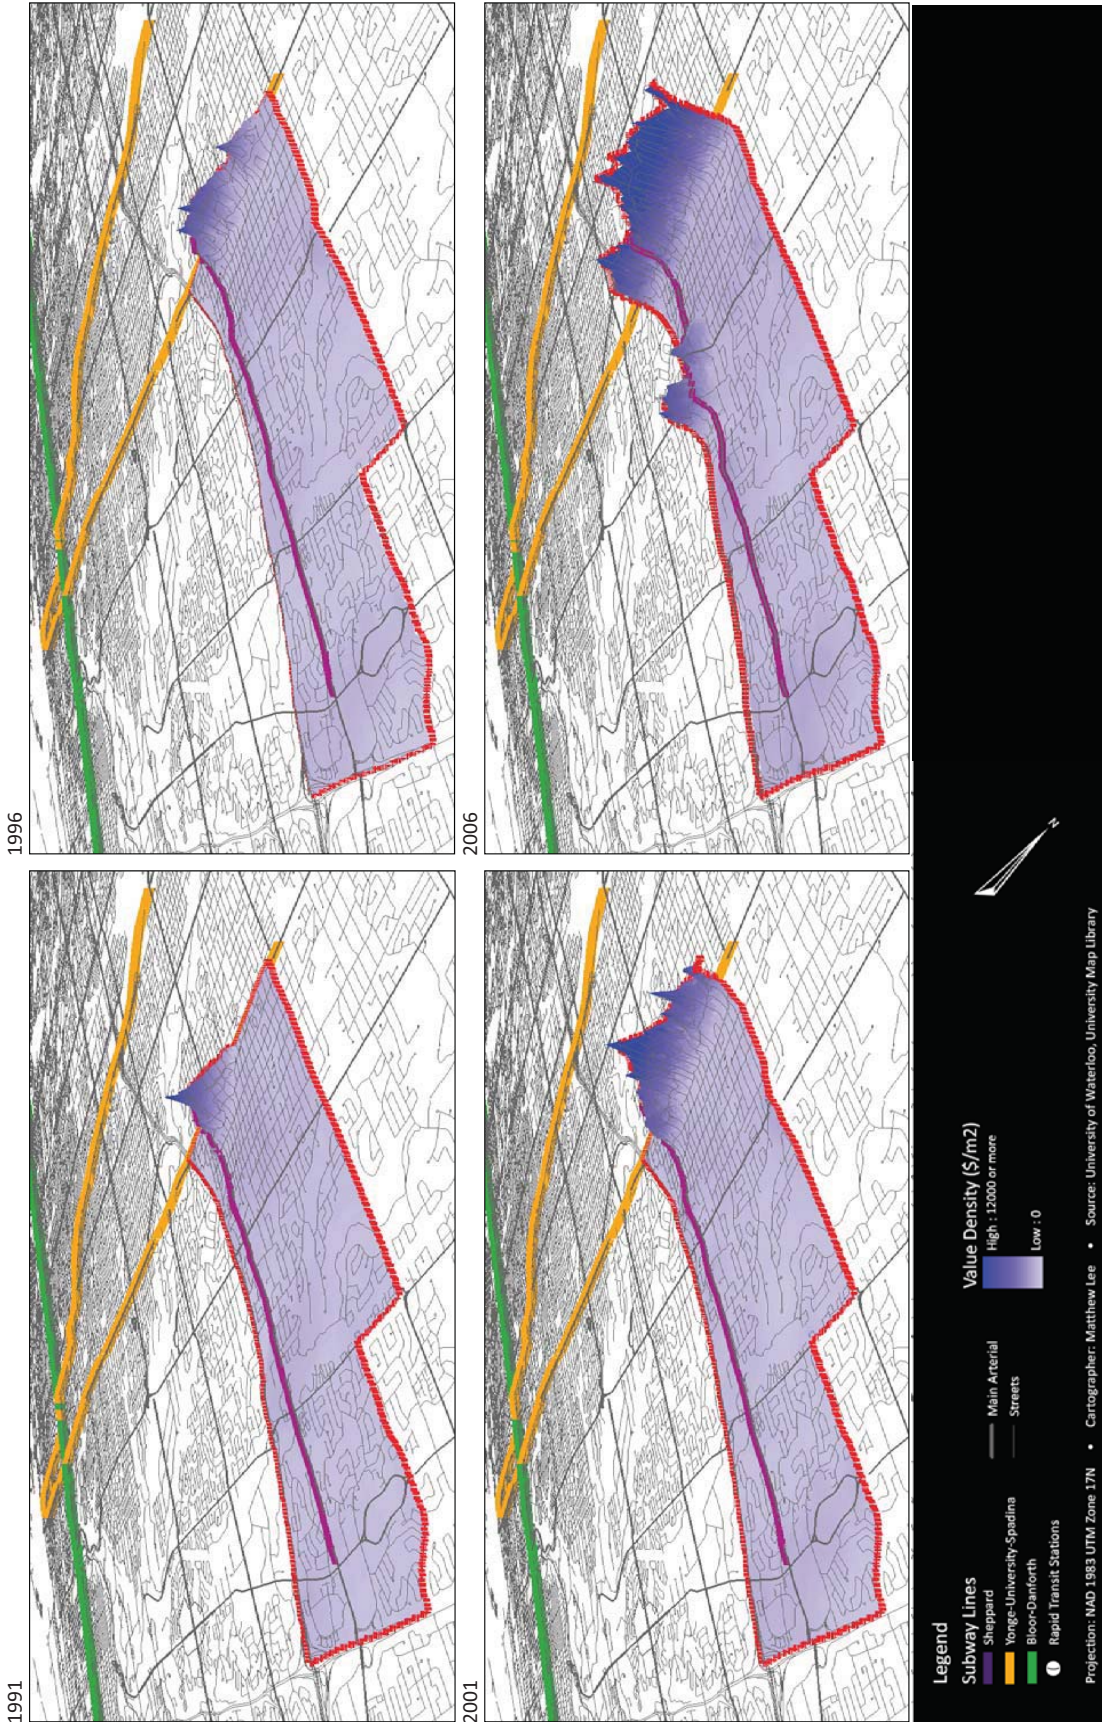 1991
1996
2001
2006
Legend
Subway Lines
Sheppard
Yonge-University-Spadina
Bloor-Danforth
Rapid Transit Stations
Main Arterial
Streets
Value Density ($/m2)
High : 12000 or more
Low : 0
N
Projection: NAD 1983 UTM Zone 17N • Cartographer: Matthew Lee • Source: University of Waterloo, University Map Library